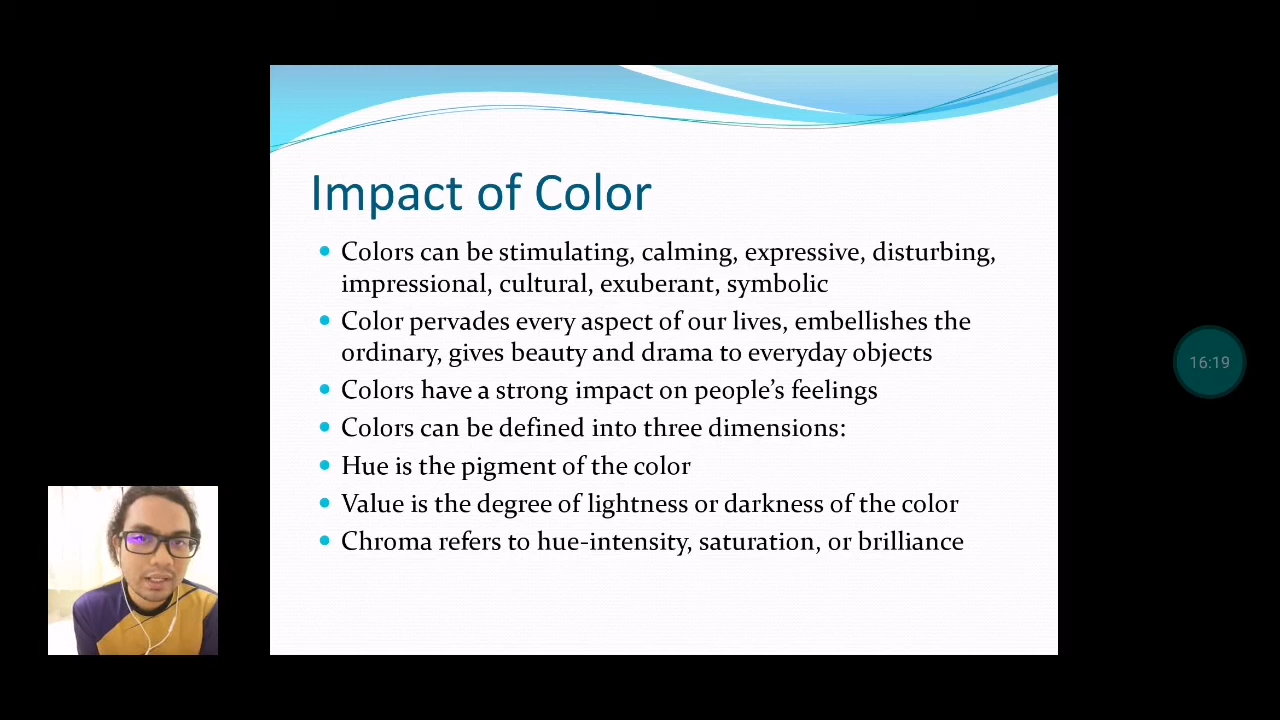 Impact of Color
Colors can be stimulating, calming, expressive, disturbing,
impressional, cultural, exuberant, symbolic
Color pervades every aspect of our lives, embellishes the
ordinary, gives beauty and drama to everyday objects
Colors have a strong impact on people’s feelings
Colors can be defined into three dimensions:
Hue is the pigment of the color
Value is the degree of lightness or darkness of the color
Chroma refers to hue-intensity, saturation, or brilliance
16:19